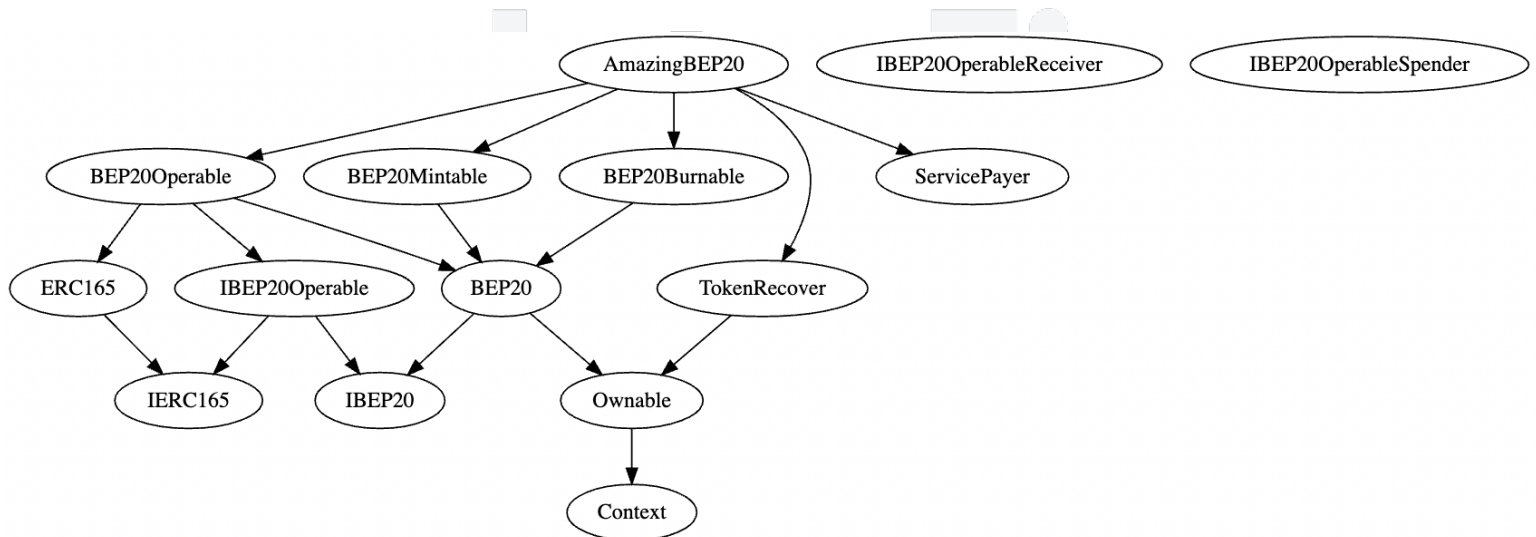 AmazingBEP20
IBEP20OperableReceiver
IBEP20OperableSpender
BEP20Operable
BEP20Mintable
BEP20Burnable
ServicePayer
ERC165
IBEP20Operable
BEP20
TokenRecover
IERC165
IBEP20
Ownable
Context